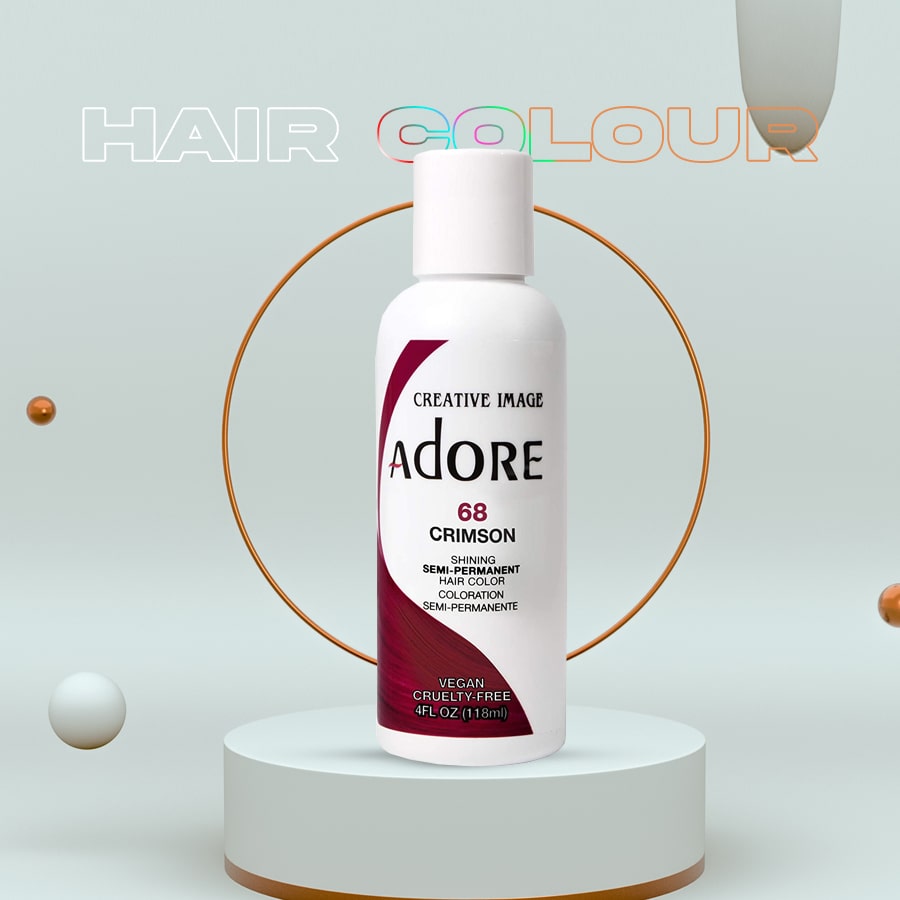 HAIR COLOUR
CREATIVE IMAGE
ADORE
68
CRIMSON
SHINING
SEMI-PERMANENT
HAIR COLOR
COLORATION
SEMI-PERMANENTE
VEGAN
CRUELTY-FREE
4FL OZ (118ml)